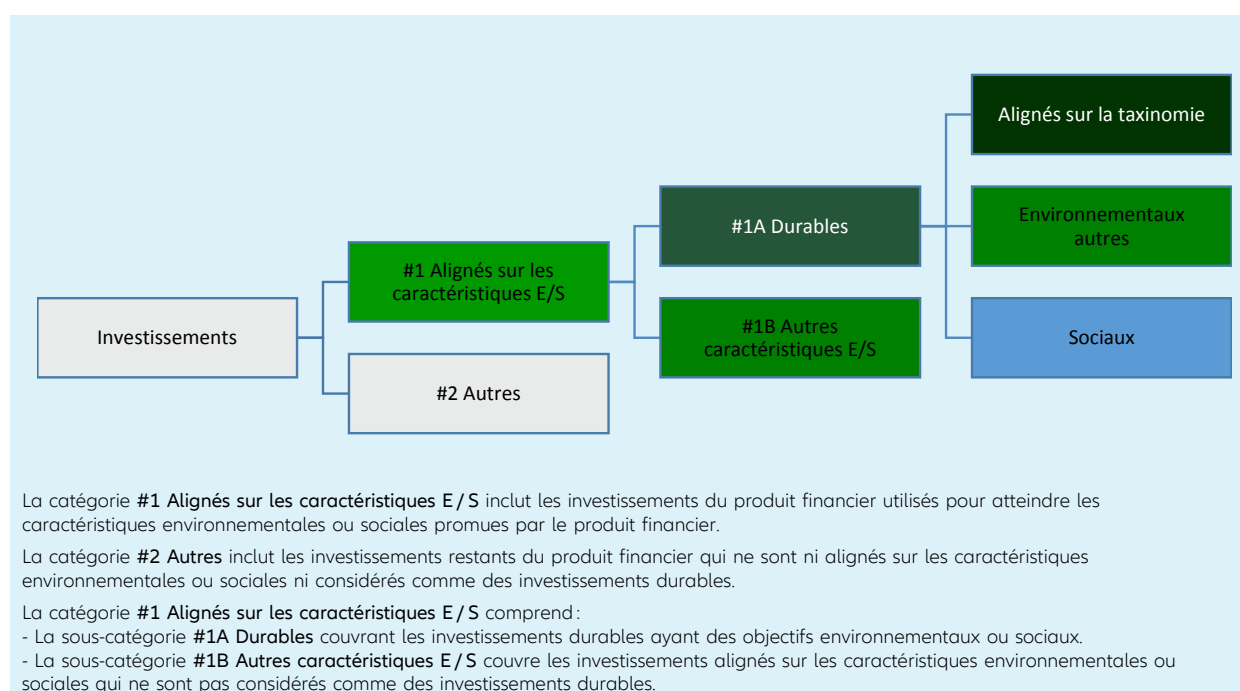 Alignés sur la taxinomie
#1A Durables
Environnementaux
autres
#1 Alignés sur les
caractéristiques E/S
Investissements
#1B Autres
caractéristiques E/S
Sociaux
#2 Autres
La catégorie #1 Alignés sur les caractéristiques E / S inclut les investissements du produit financier utilisés pour atteindre les
caractéristiques environnementales ou sociales promues par le produit financier.
La catégorie #2 Autres inclut les investissements restants du produit financier qui ne sont ni alignés sur les caractéristiques
environnementales ou sociales ni considérés comme des investissements durables.
La catégorie #1 Alignés sur les caractéristiques E / S comprend :
- La sous-catégorie #1A Durables couvrant les investissements durables ayant des objectifs environnementaux ou sociaux.
- La sous-catégorie #1B Autres caractéristiques E / S couvre les investissements alignés sur les caractéristiques environnementales ou
sociales qui ne sont pas considérés comme des investissements durables.